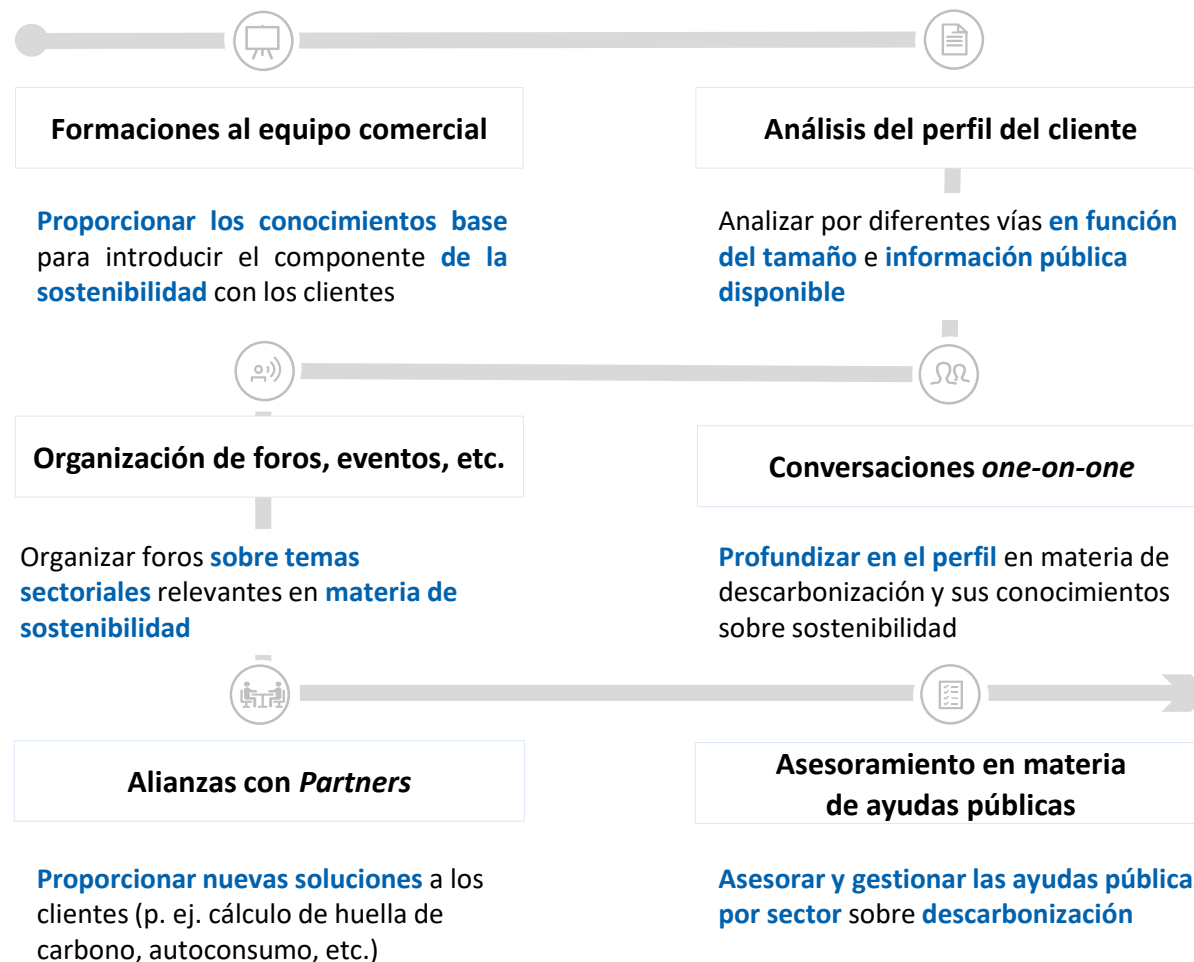 Formaciones al equipo comercial
Proporcionar los conocimientos base
para introducir el componente de la
sostenibilidad con los clientes
Análisis del perfil del cliente
Analizar por diferentes vías en función
del tamaño e información pública
disponible
Organización de foros, eventos, etc.
Organizar foros sobre temas
sectoriales relevantes en materia de
sostenibilidad
Conversaciones one-on-one
Profundizar en el perfil en materia de
descarbonización y sus conocimientos
sobre sostenibilidad
Alianzas con Partners
Proporcionar nuevas soluciones a los
clientes (p. ej. cálculo de huella de
carbono, autoconsumo, etc.)
Asesoramiento en materia
de ayudas públicas
Asesorar y gestionar las ayudas pública
por sector sobre descarbonización